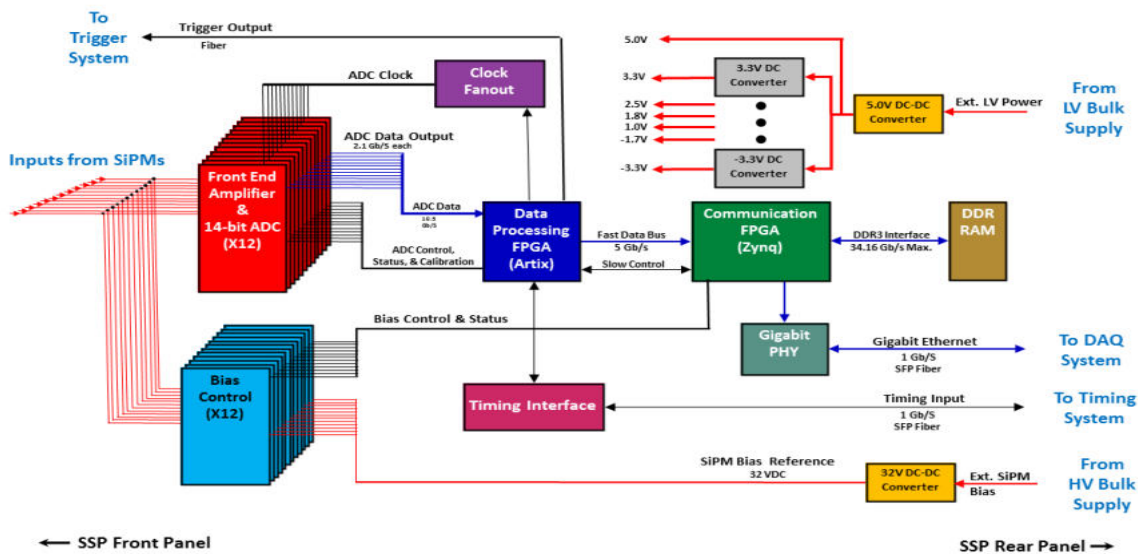 To
Trigger
System
Trigger Output
Fiber
ADC Clock
Clock
Fanout
5.0V
3.3V
3.3V DC
Converter
2.5V
1.8V
1.0V
-1.7V
-3.3V
-3.3V DC
Converter
5.0V DC-DC
Converter
Ext. LV Power
From
LV Bulk
Supply
ADC Data Output
2.1 Gb/S each
Inputs from SiPMs
Front End
Amplifier
&
14-bit ADC
(X12)
ADC Data
Gb/S
ADC Control,
Status, & Calibration
Data
Processing
FPGA
(Artix)
Fast Data Bus
5 Gb/s
Slow Control
Communication
FPGA
(Zynq)
DDR3 Interface
34.16 Gb/s Max.
DDR
RAM
Bias Control & Status
Gigabit
PHY
Gigabit Ethernet
1 Gb/S
SFP Fiber
To DAQ
System
Bias
Control
(X12)
Timing Interface
Timing Input
1 Gb/S
SFP Fiber
To Timing
System
SiPM Bias Reference
32 VDC
32V DC-DC
Converter
Ext. SiPM
Bias
From
HV Bulk
Supply
SSP Front Panel
SSP Rear Panel